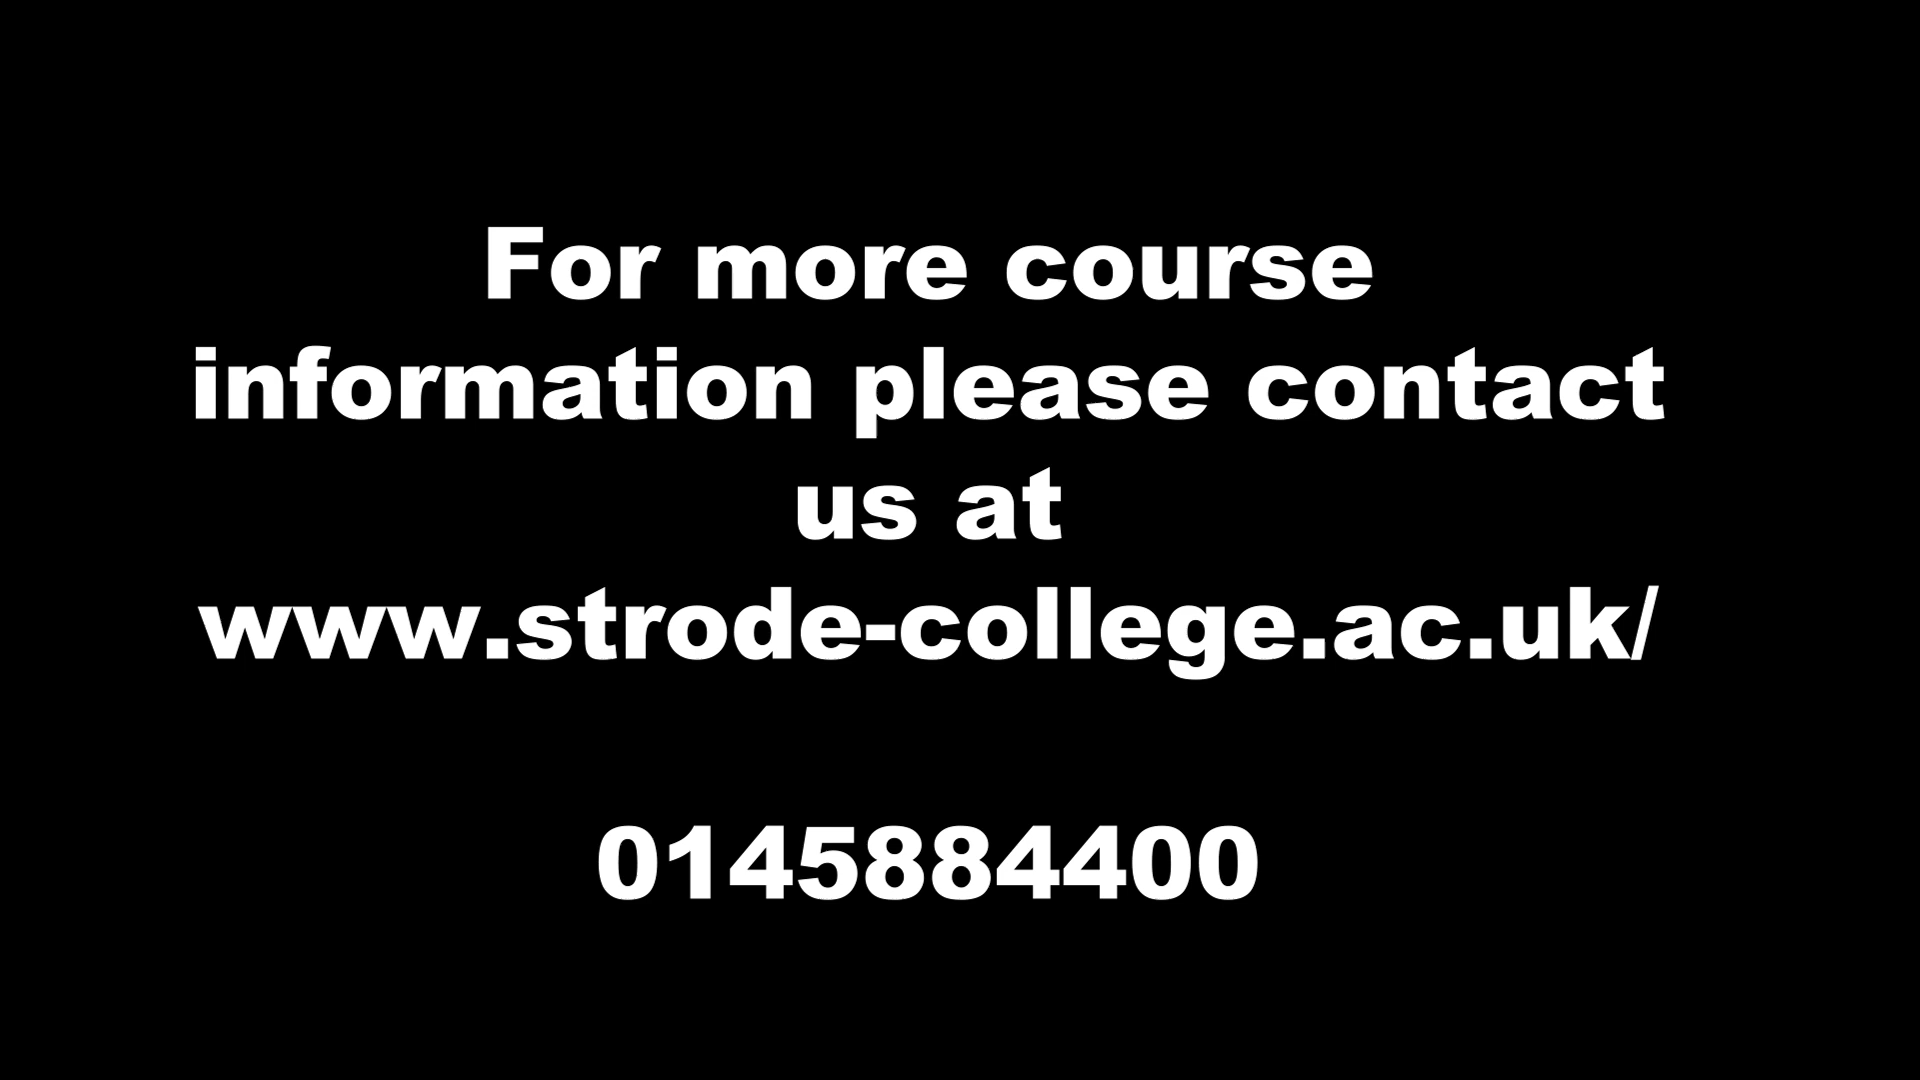 For more course
information please contact
us at
www.strode-college.ac.uk/
0145884400